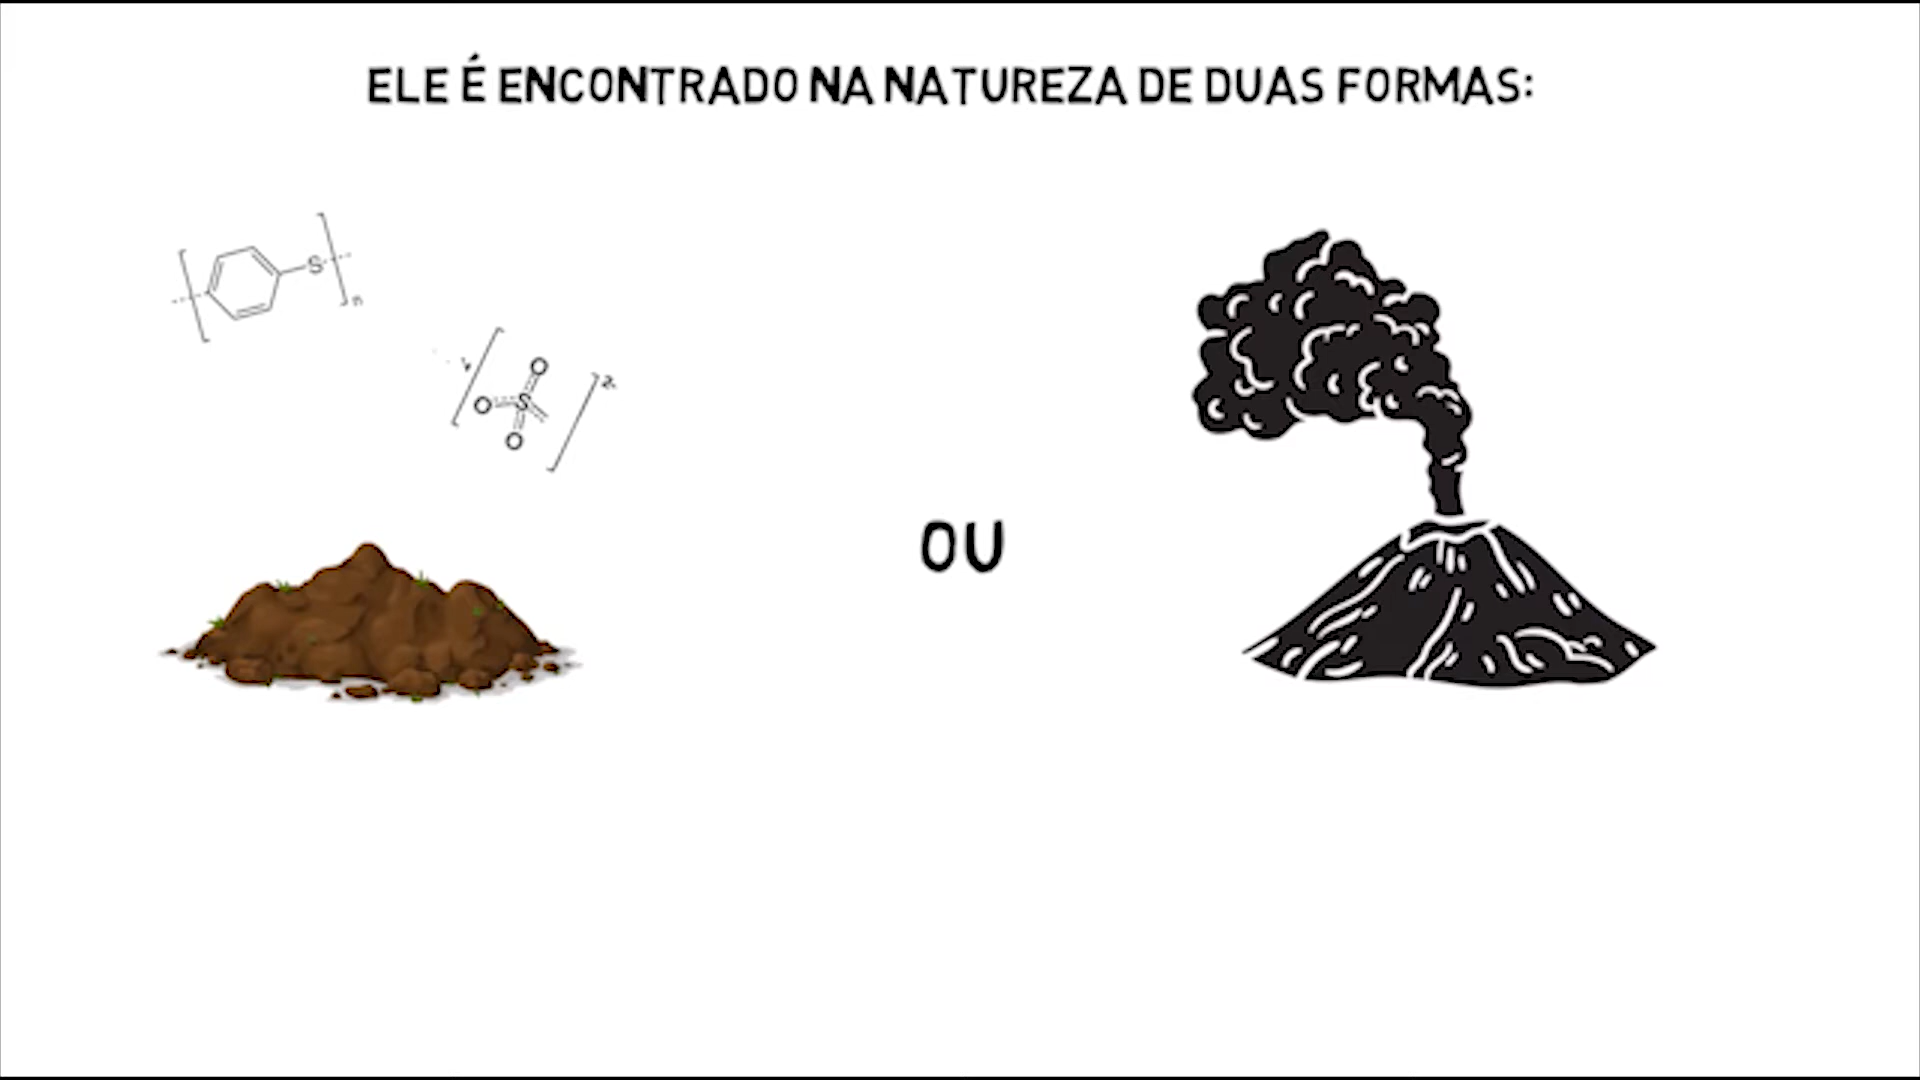 ELE É ENCONTRADO NA NATUREZA DE DUAS FORMAS:
S
n
O
O S
O
OU